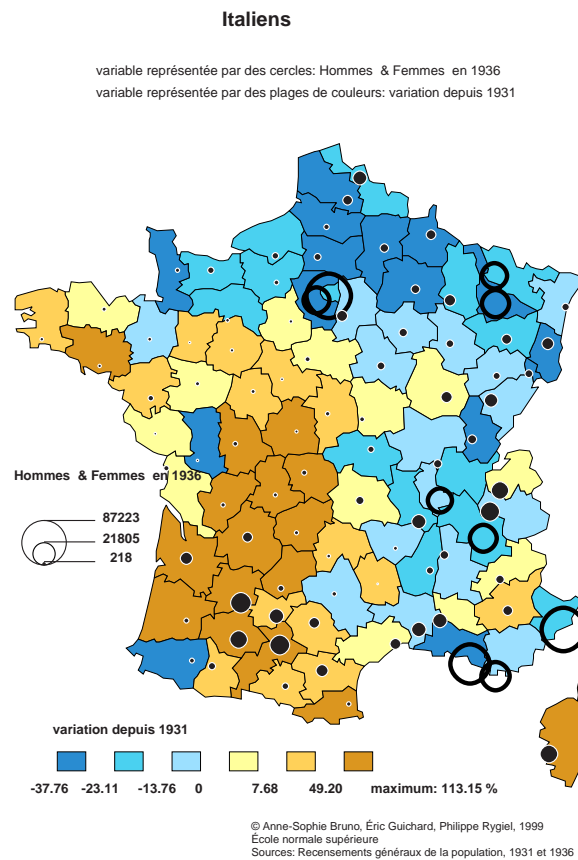 Italiens
variable représentée par des cercles: Hommes & Femmes en 1936
variable représentée par des plages de couleurs: variation depuis 1931
Hommes & Femmes en 1936
87223
21805
218
variation depuis 1931
-37.76 -23.11 -13.76 0 7.68 49.20 maximum: 113.15 %
© Anne-Sophie Bruno, Éric Guichard, Philippe Rygiel, 1999
École normale supérieure
Sources: Recensements généraux de la population, 1931 et 1936